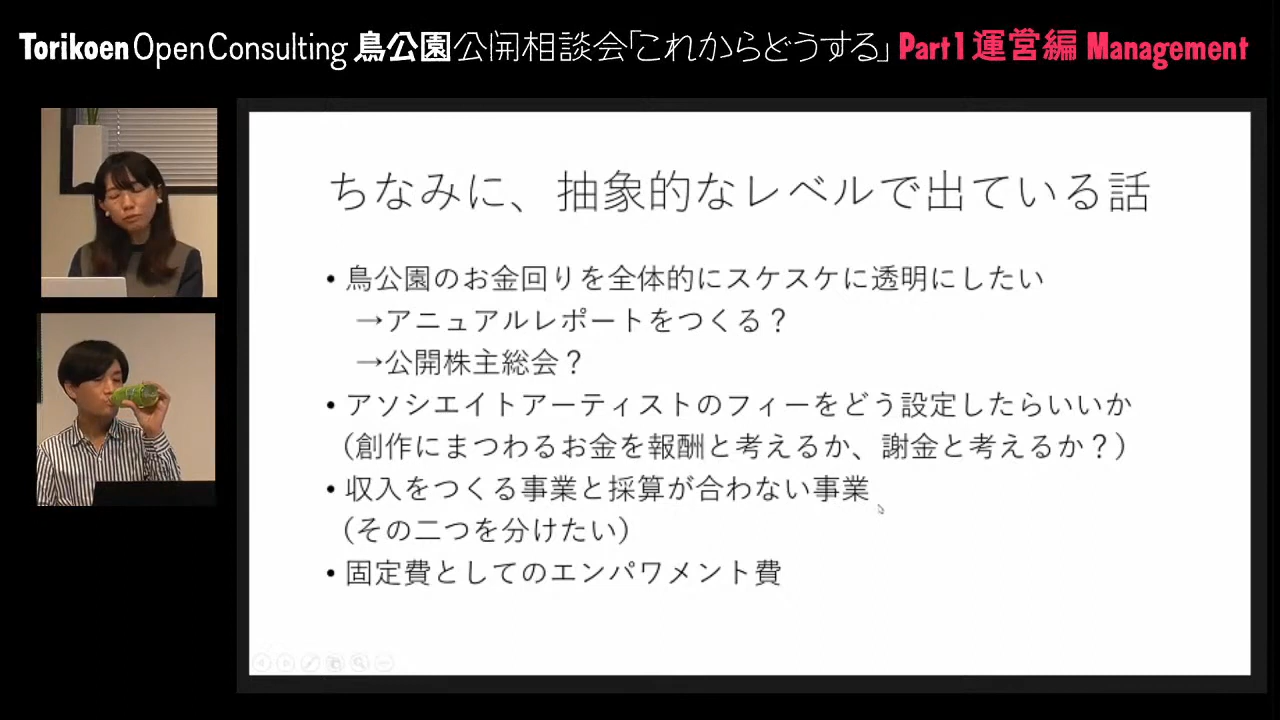 Torikoen Open Consulting 鳥公園公開相談会「これからどうする」 Part1 運営編 Management
ちなみに、抽象的なレベルで出ている話
• 鳥公園のお金回りを全体的にスケスケに透明にしたい
→アニュアルレポートをつくる？
→公開株主総会？
• アソシエイトアーティストのフィーをどう設定したらいいか
（創作にまつわるお金を報酬と考えるか、謝金と考えるか？）
• 収入をつくる事業と採算が合わない事業
（その二つを分けたい）
• 固定費としてのエンパワメント費